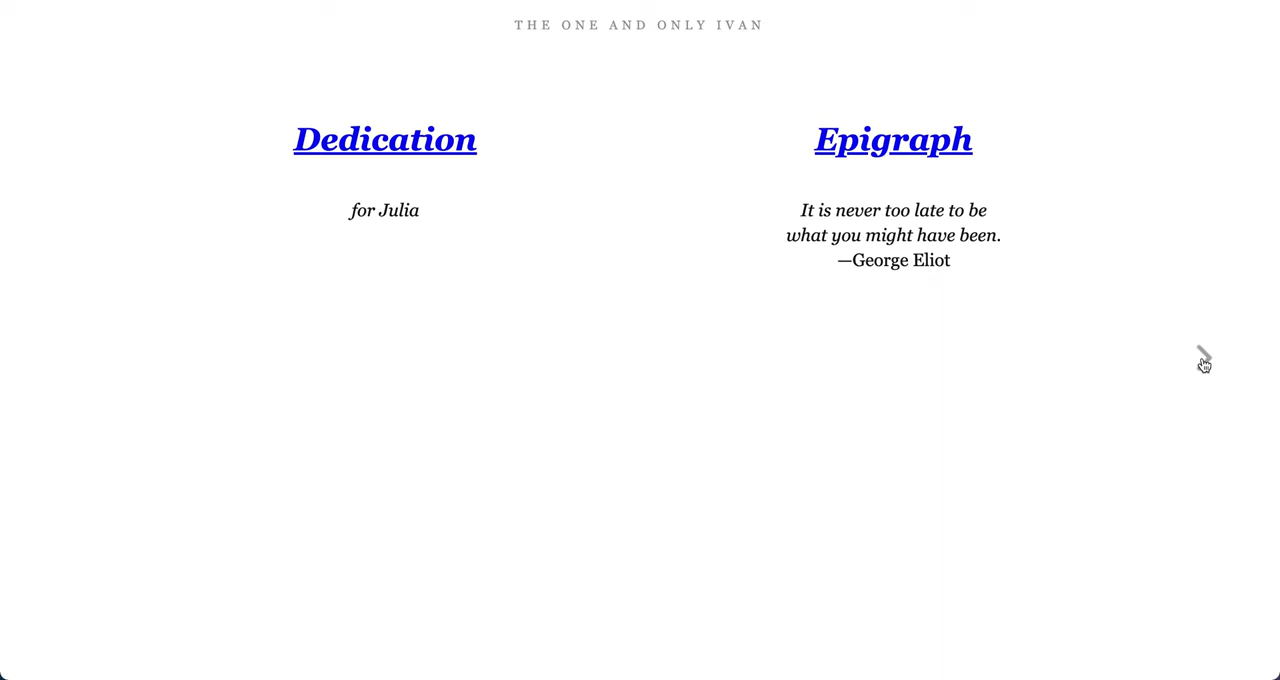 THE ONE AND ONLY IVAN
Dedication
for Julia
Epigraph
It is never too late to be
what you might have been.
—George Eliot